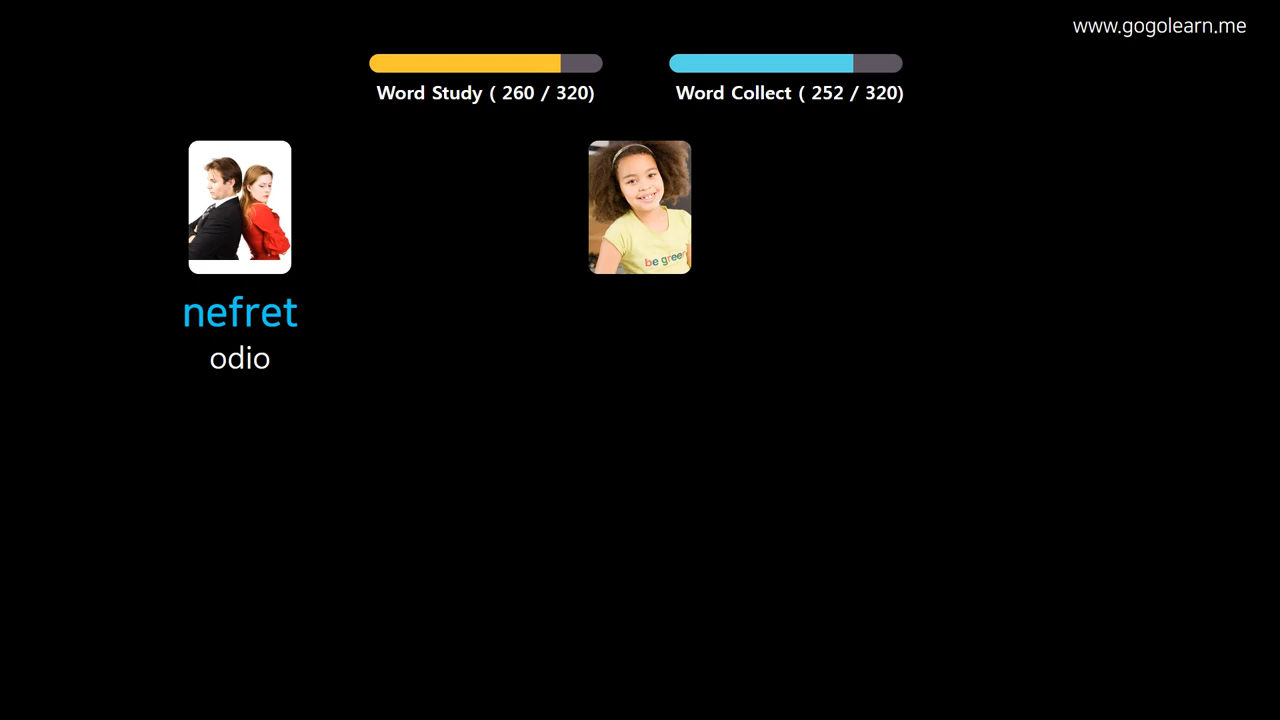 www.gogolearn.me
Word Study ( 260 / 320)
Word Collect ( 252 / 320)
be green
nefret
odio